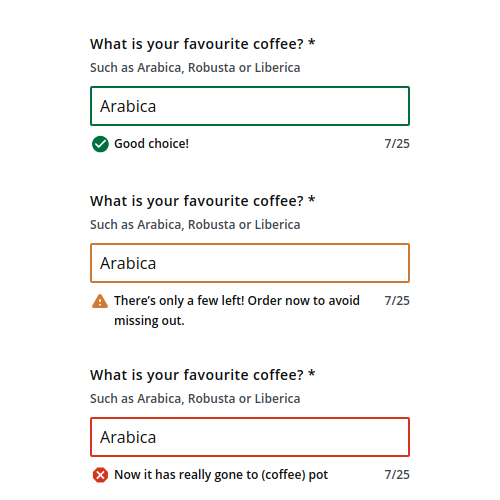 What is your favourite coffee? *
Such as Arabica, Robusta or Liberica
Arabica
Good choice! 7/25
What is your favourite coffee? *
Such as Arabica, Robusta or Liberica
Arabica
There’s only a few left! Order now to avoid 7/25
missing out.
What is your favourite coffee? *
Such as Arabica, Robusta or Liberica
Arabica
Now it has really gone to (coffee) pot 7/25